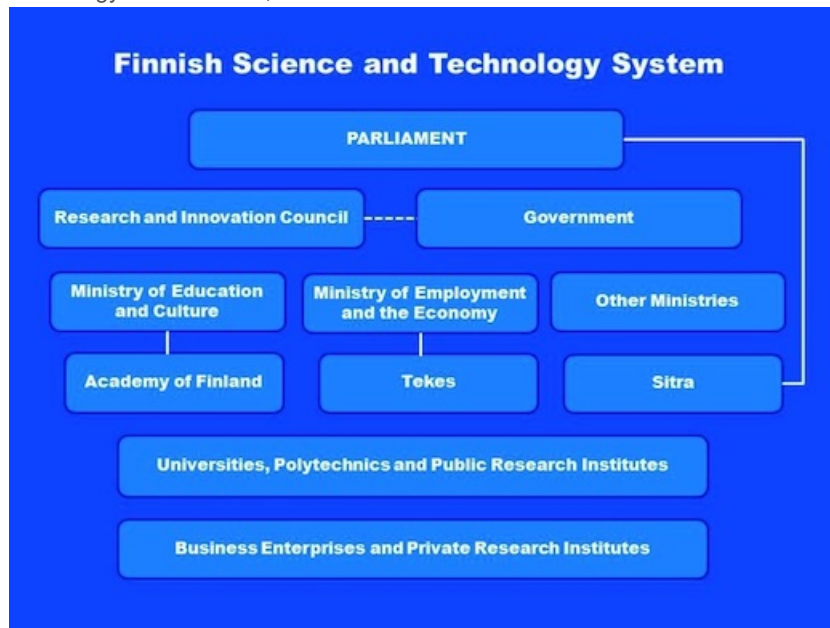 Finnish Science and Technology System
PARLIAMENT
Research and Innovation Council
Government
Ministry of Education
and Culture
Ministry of Employment
and the Economy
Other Ministries
Academy of Finland
Tekes
Sitra
Universities, Polytechnics and Public Research Institutes
Business Enterprises and Private Research Institutes